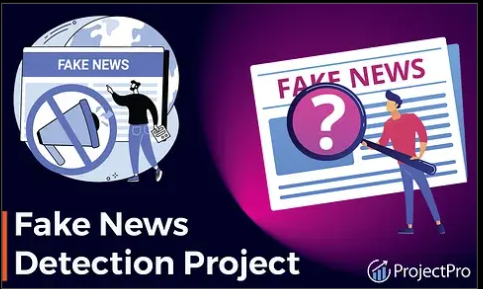 FAKE NEWS
FAKE NEWS
?
Fake News
Detection Project
ProjectPro